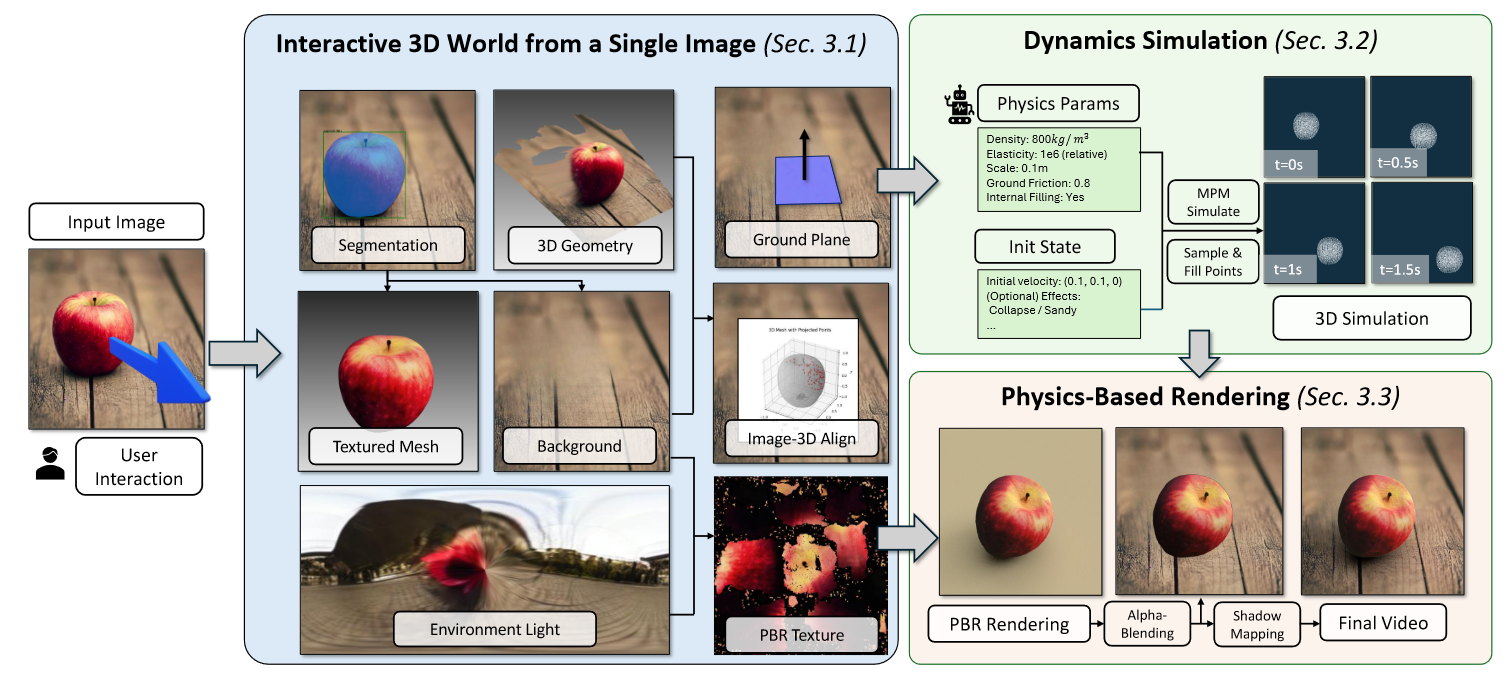 Interactive 3D World from a Single Image (Sec. 3.1)
Dynamics Simulation (Sec. 3.2)
Input Image
User
Interaction
Segmentation
3D Geometry
Ground Plane
Textured Mesh
Background
3D Mesh with Projected Points
Image-3D Align
Environment Light
PBR Texture
Physics Params
Density: 800kg/m³
Elasticity: 1e6 (relative)
Scale: 0.1m
Ground Friction: 0.8
Internal Filling: Yes
Init State
Initial velocity: (0.1, 0.1, 0)
(Optional) Effects:
Collapse / Sandy
...
MPM
Simulate
Sample &
Fill Points
t=0s
t=0.5s
t=1s
t=1.5s
3D Simulation
Physics-Based Rendering (Sec. 3.3)
PBR Rendering
Alpha-
Blending
Shadow
Mapping
Final Video